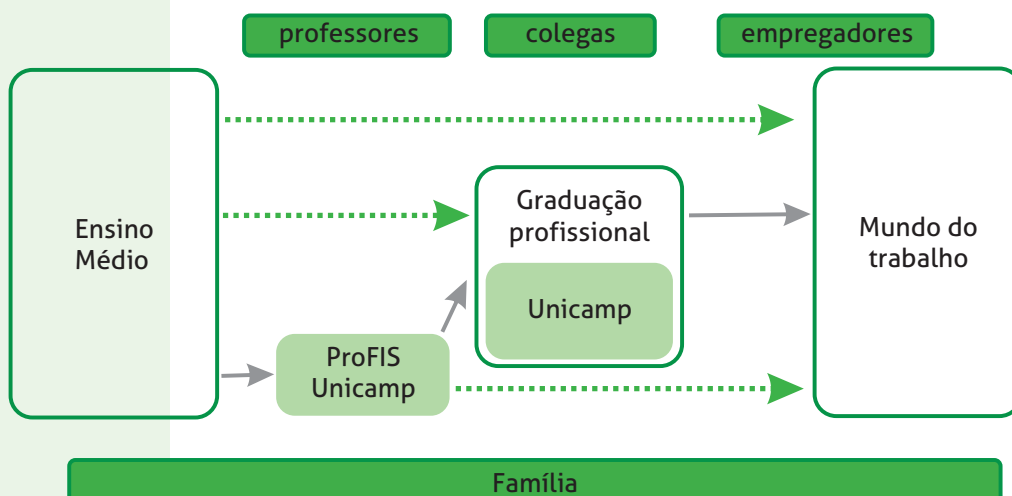 professores
colegas
empregadores
Ensino
Médio
Graduação
profissional
Unicamp
ProFIS
Unicamp
Mundo do
trabalho
Família